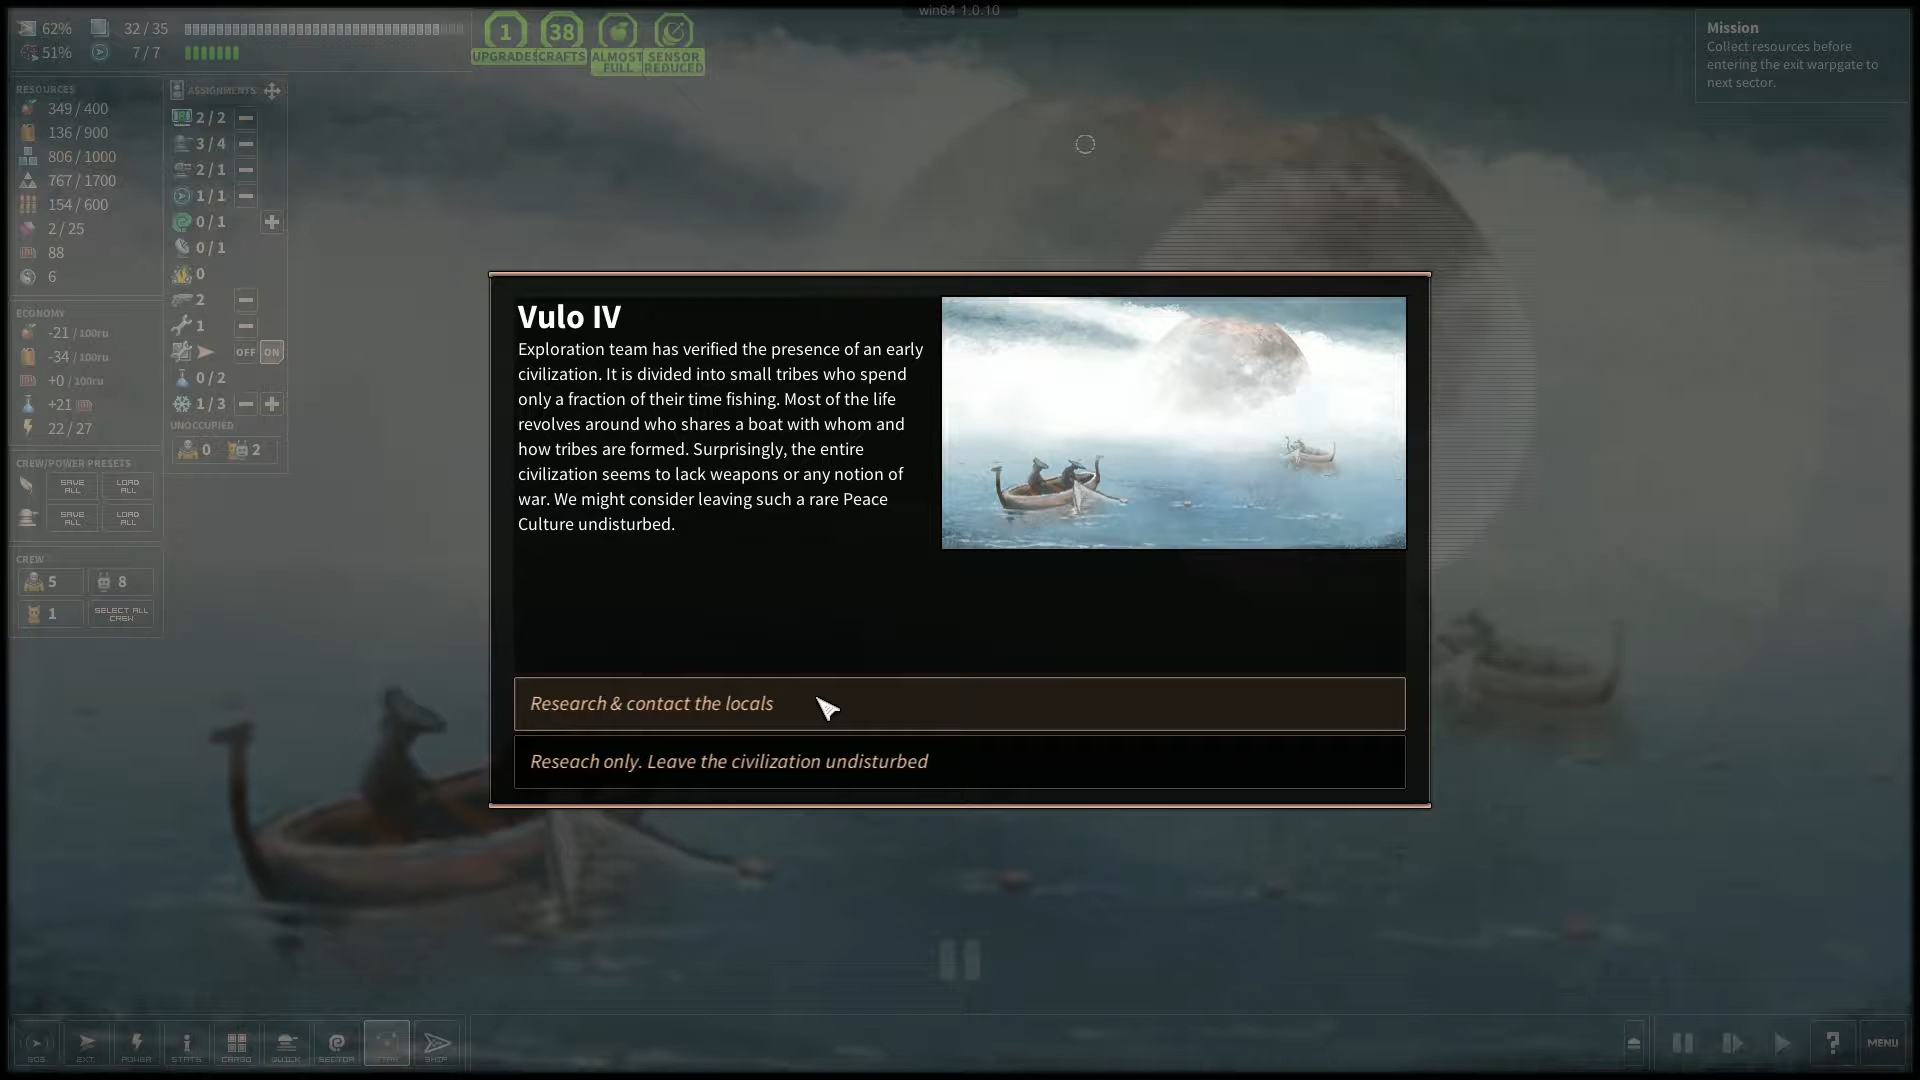 win64 1.0.10
62%
32 / 35
51%
7 / 7
1
UPGRADES
38
CRAFTS
ALMOST
FULL
SENSOR
REDUCED
Mission
Collect resources before
entering the exit warpgate to
next sector.
RESOURCES
349 / 400
136 / 900
806 / 1000
767 / 1700
154 / 600
2 / 25
88
6
ECONOMY
-21 / 100ru
-34 / 100ru
+0 / 100ru
+21
22 / 27
CREW/POWER PRESETS
SAVE ALL
LOAD ALL
SAVE ALL
LOAD ALL
CREW
5
8
1
SELECT ALL CREW
ASSIGNMENTS
2 / 2
3 / 4
2 / 1
1 / 1
0 / 1
0 / 1
0
2
1
OFF ON
0 / 2
1 / 3
UNOCCUPIED
0
2
Vulo IV
Exploration team has verified the presence of an early
civilization. It is divided into small tribes who spend
only a fraction of their time fishing. Most of the life
revolves around who shares a boat with whom and
how tribes are formed. Surprisingly, the entire
civilization seems to lack weapons or any notion of
war. We might consider leaving such a rare Peace
Culture undisturbed.
Research & contact the locals
Reseach only. Leave the civilization undisturbed
EXT.
POWER
STATS
CARGO
QUICK
SECTOR
SHIP
?
MENU